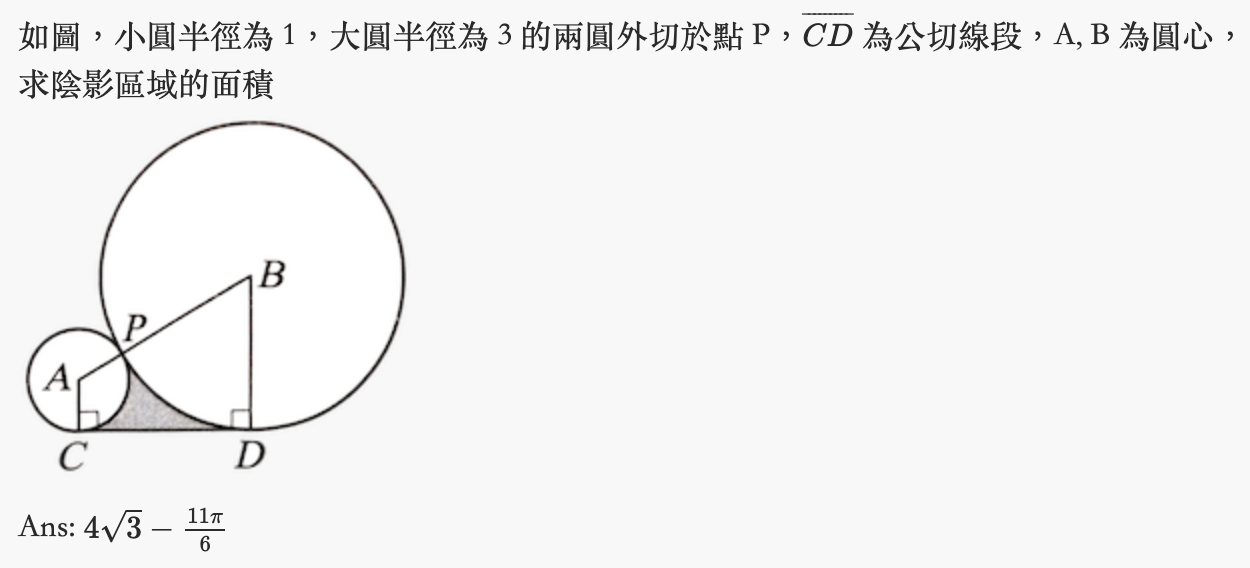 如圖，小圓半徑為 1，大圓半徑為 3 的兩圓外切於點 P，$\overline{CD}$ 為公切線段，A, B 為圓心，
求陰影區域的面積
B
P
A
C
D
Ans: $4\sqrt{3} - \frac{11\pi}{6}$